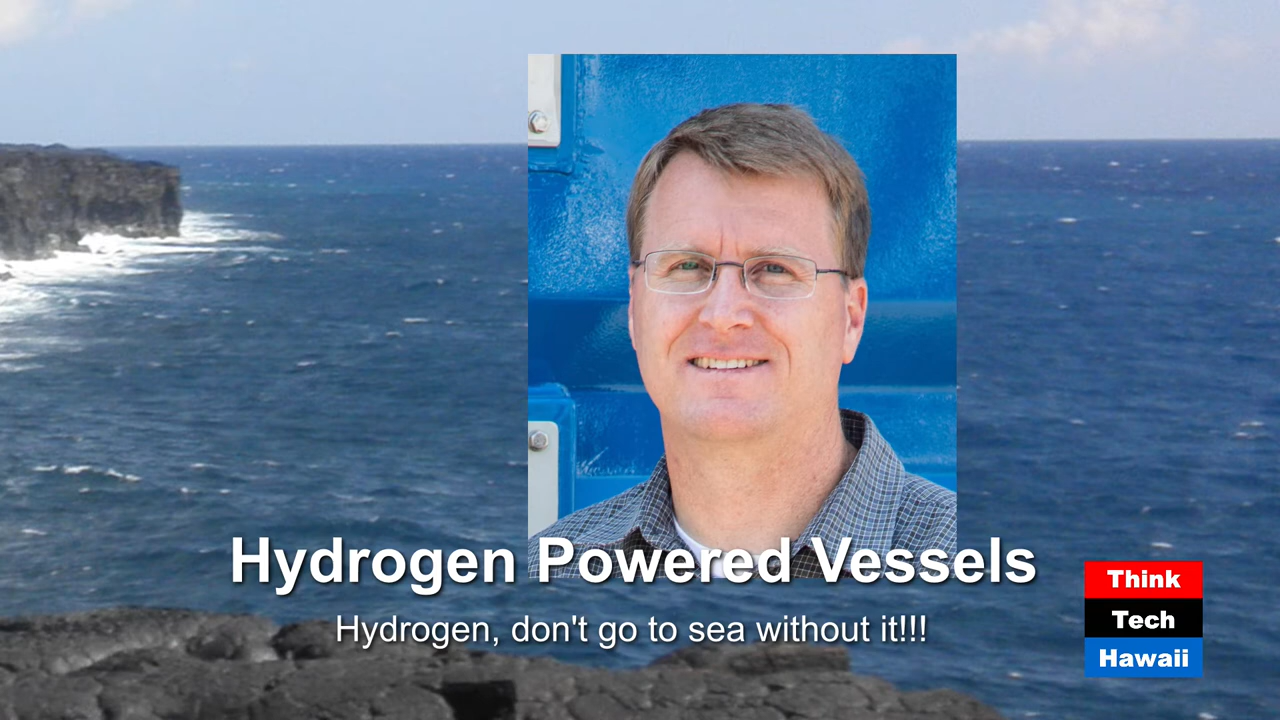 Hydrogen Powered Vessels
Hydrogen, don't go to sea without it!!!
Think
Tech
Hawaii